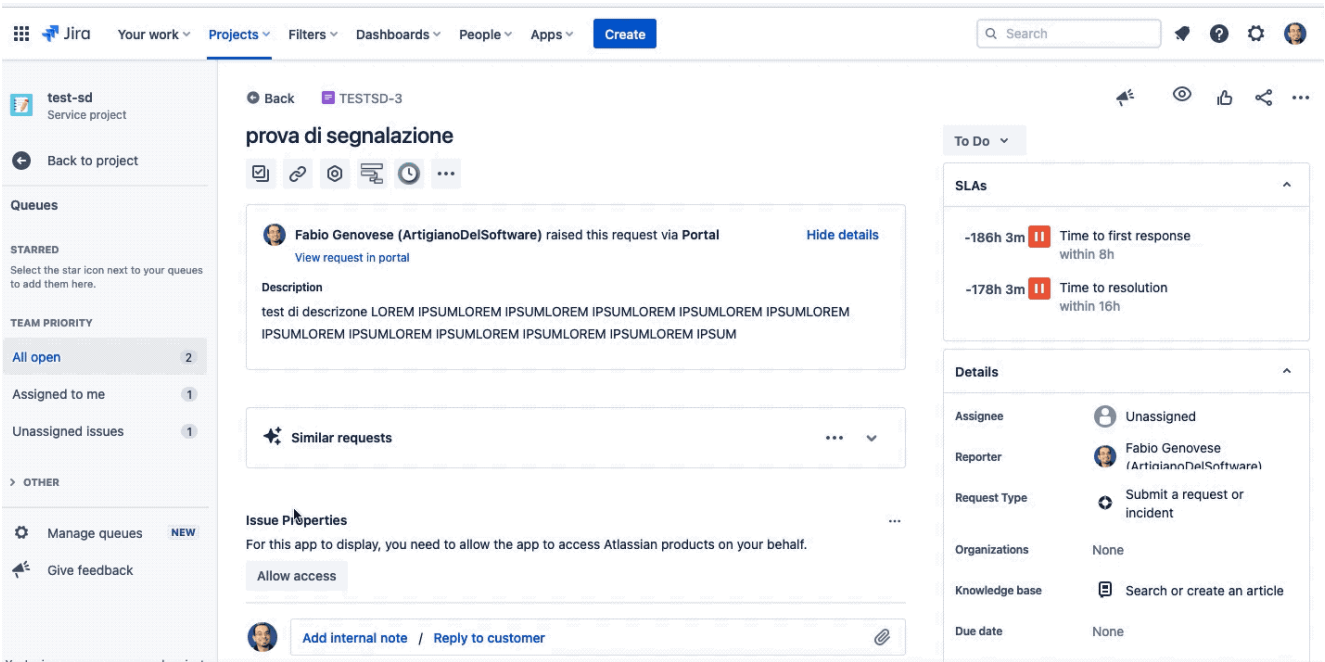 Jira Your work Projects Filters Dashboards People Apps Create Search
test-sd
Service project
Back to project
Queues
STARRED
Select the star icon next to your queues
to add them here.
TEAM PRIORITY
All open 2
Assigned to me 1
Unassigned issues 1
OTHER
Manage queues NEW
Give feedback
Back TESTSD-3
prova di segnalazione
Fabio Genovese (ArtigianoDelSoftware) raised this request via Portal Hide details
View request in portal
Description
test di descrizone LOREM IPSUMLOREM IPSUMLOREM IPSUMLOREM IPSUMLOREM IPSUMLOREM
IPSUMLOREM IPSUMLOREM IPSUMLOREM IPSUMLOREM IPSUMLOREM IPSUM
Similar requests
Issue Properties
For this app to display, you need to allow the app to access Atlassian products on your behalf.
Allow access
Add internal note / Reply to customer
To Do
SLAs
-186h 3m Time to first response
within 8h
-178h 3m Time to resolution
within 16h
Details
Assignee Unassigned
Reporter Fabio Genovese
(ArtigianoDelSoftware)
Request Type Submit a request or
incident
Organizations None
Knowledge base Search or create an article
Due date None